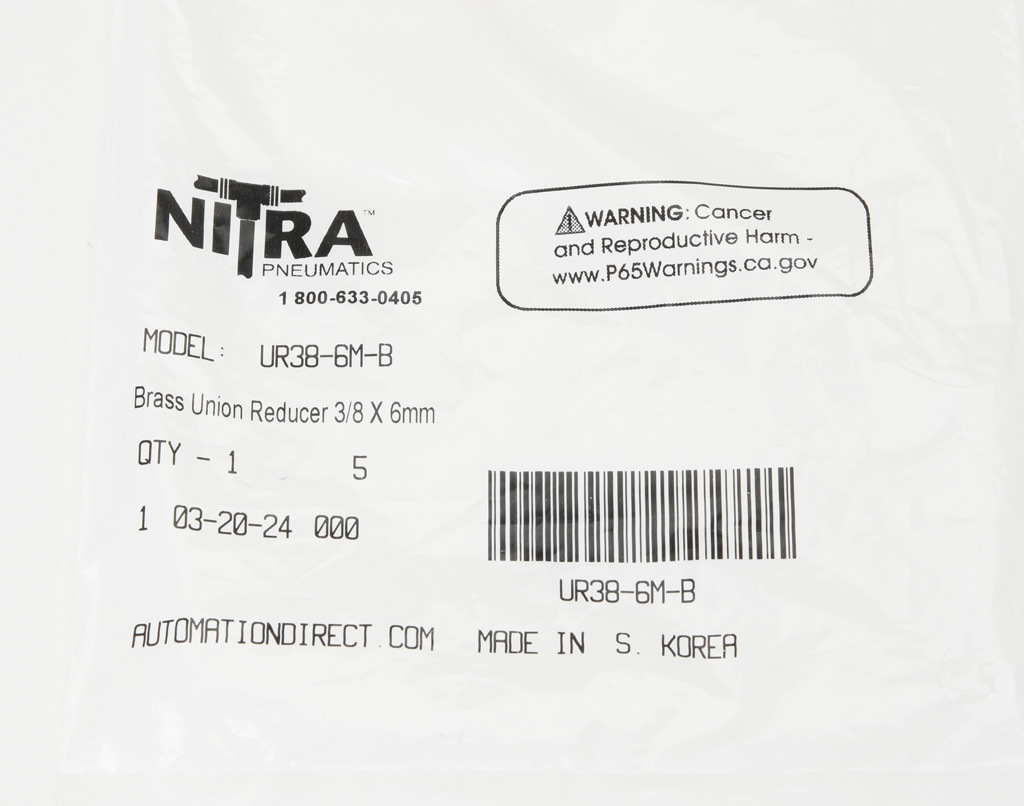 NITRA™
PNEUMATICS
1 800-633-0405
⚠WARNING: Cancer
and Reproductive Harm -
www.P65Warnings.ca.gov
MODEL: UR38-6M-B
Brass Union Reducer 3/8 X 6mm
QTY - 1 5
1 03-20-24 000
UR38-6M-B
AUTOMATIONDIRECT.COM MADE IN S. KOREA